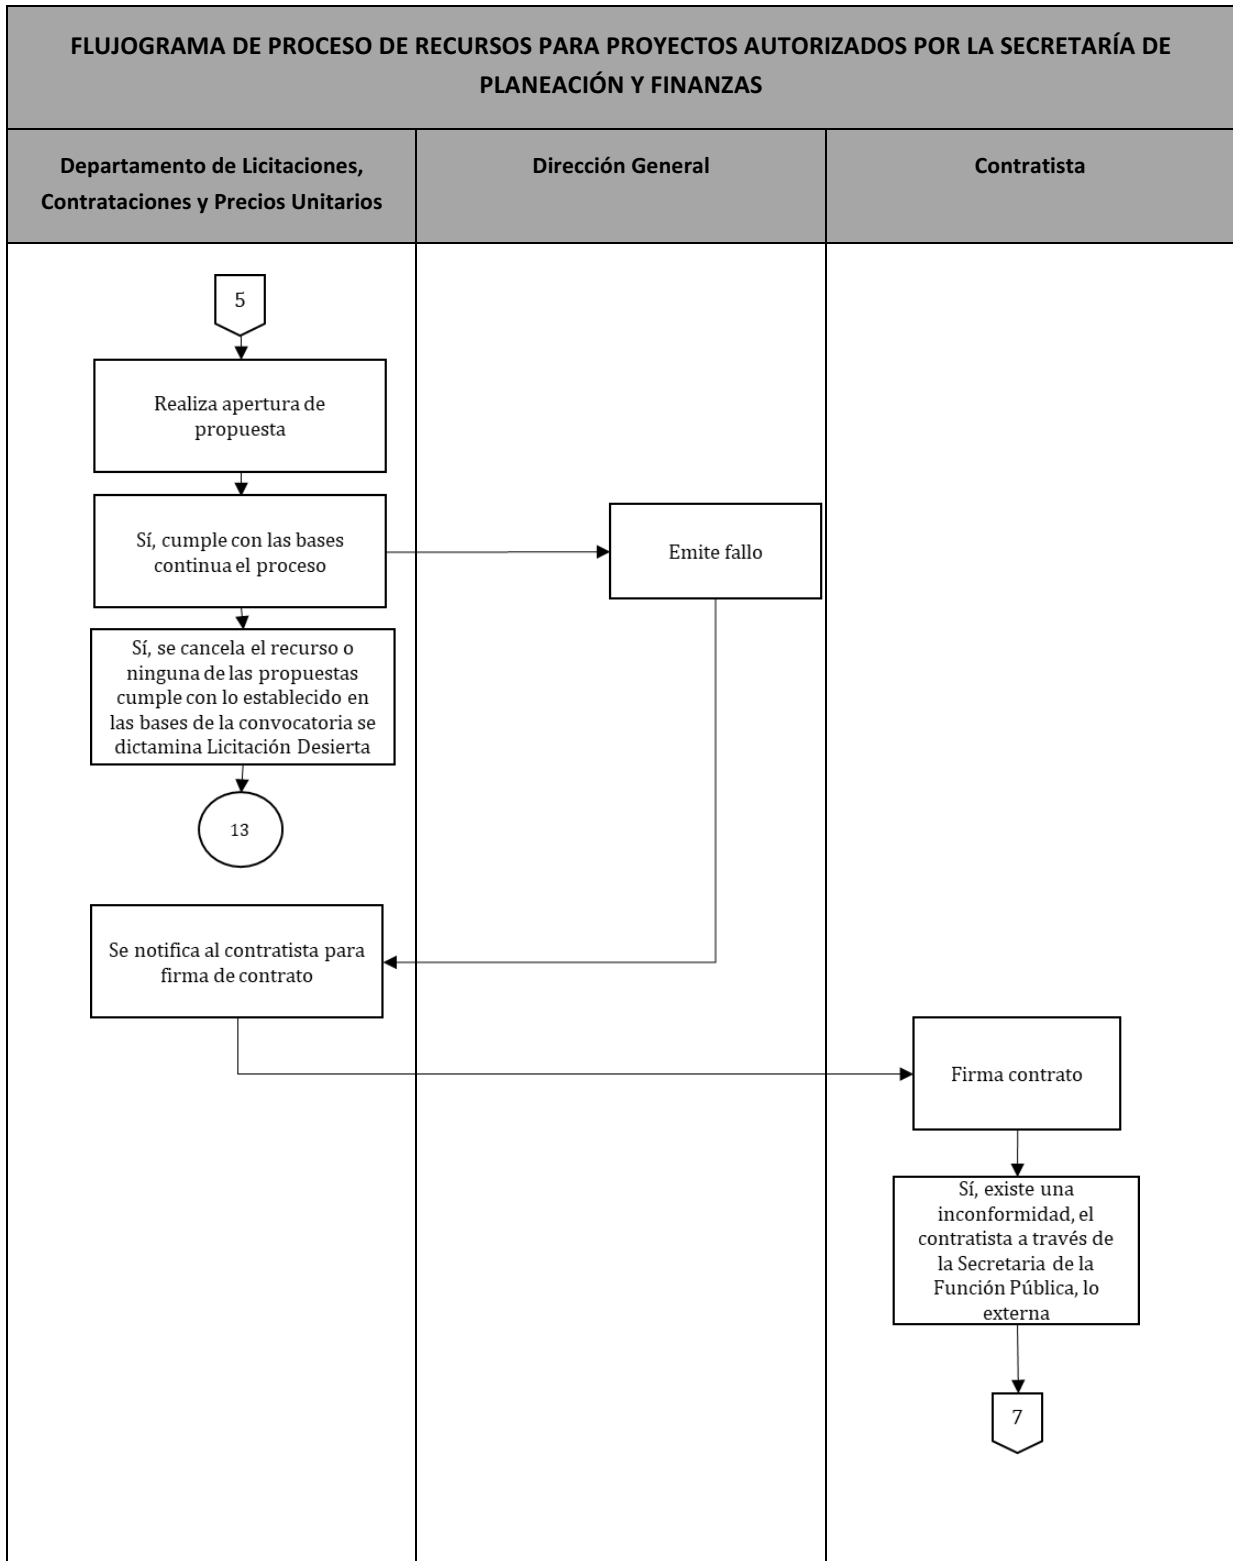 FLUJOGRAMA DE PROCESO DE RECURSOS PARA PROYECTOS AUTORIZADOS POR LA SECRETARÍA DE
PLANEACIÓN Y FINANZAS
Departamento de Licitaciones,
Contrataciones y Precios Unitarios
Dirección General
Contratista
5
Realiza apertura de
propuesta
Sí, cumple con las bases
continua el proceso
Emite fallo
Sí, se cancela el recurso o
ninguna de las propuestas
cumple con lo establecido en
las bases de la convocatoria se
dictamina Licitación Desierta
13
Se notifica al contratista para
firma de contrato
Firma contrato
Sí, existe una
inconformidad, el
contratista a través de
la Secretaria de la
Función Pública, lo
externa
7